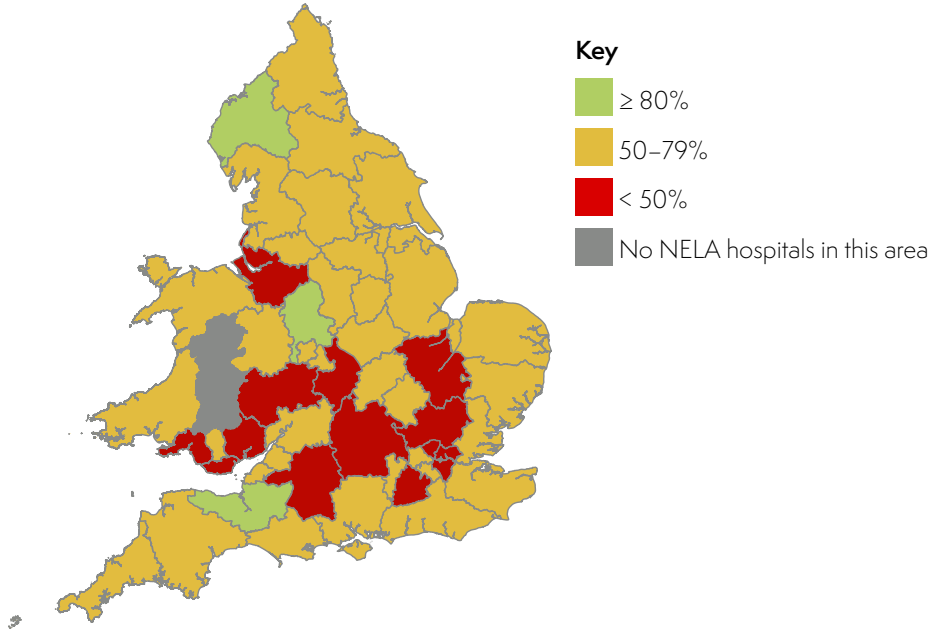 Key
≥ 80%
50–79%
< 50%
No NELA hospitals in this area